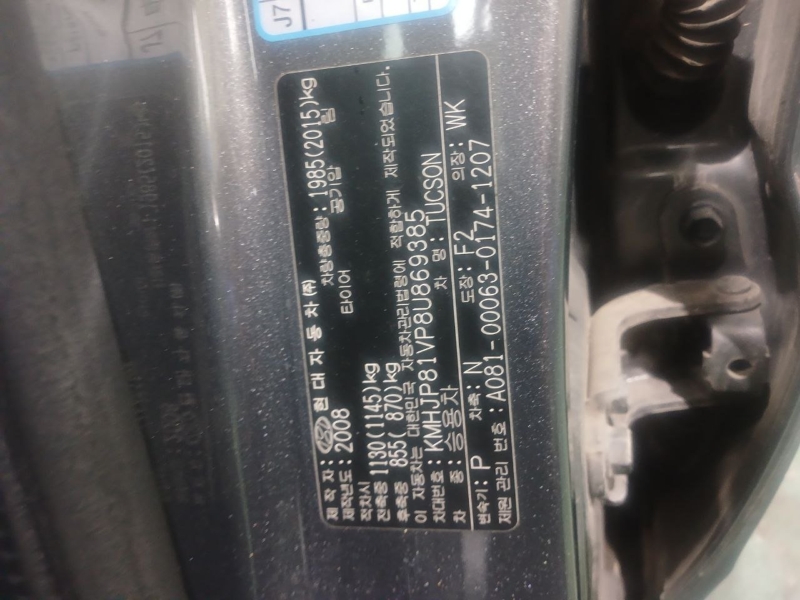 J7
제 작 자: 현 대 자 동 차 (주)
제작년도: 2008 차량총중량: 1985(2015)kg
적차시 타이어 공기압 림
전축중 1130(1145)kg
후축중 855( 870)kg
이 자동차는 대한민국 자동차관리법령에 적합하게 제작되었습니다.
차대번호: KMHJP81VP8U869385
차 종: 승용차 차 명: TUCSON
변속기: P 차축: N 도장: F2 의장: WK
제원 관리 번호: A081-00063-0174-1207